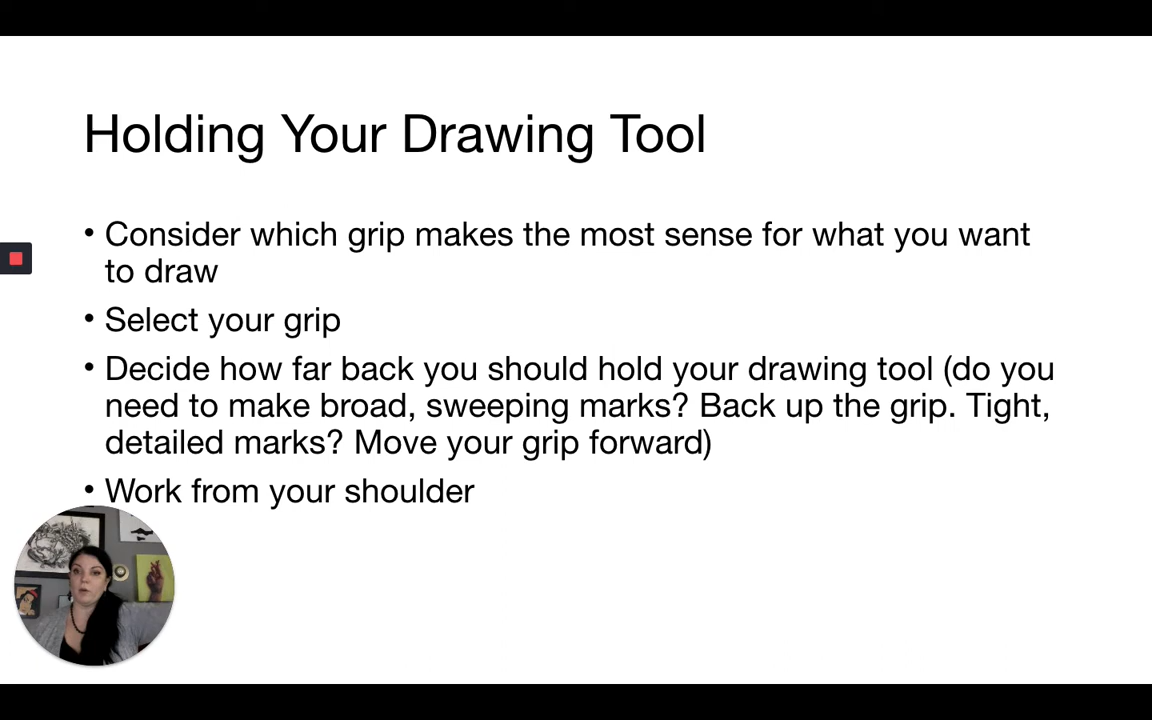 Holding Your Drawing Tool
• Consider which grip makes the most sense for what you want
to draw
• Select your grip
• Decide how far back you should hold your drawing tool (do you
need to make broad, sweeping marks? Back up the grip. Tight,
detailed marks? Move your grip forward)
• Work from your shoulder